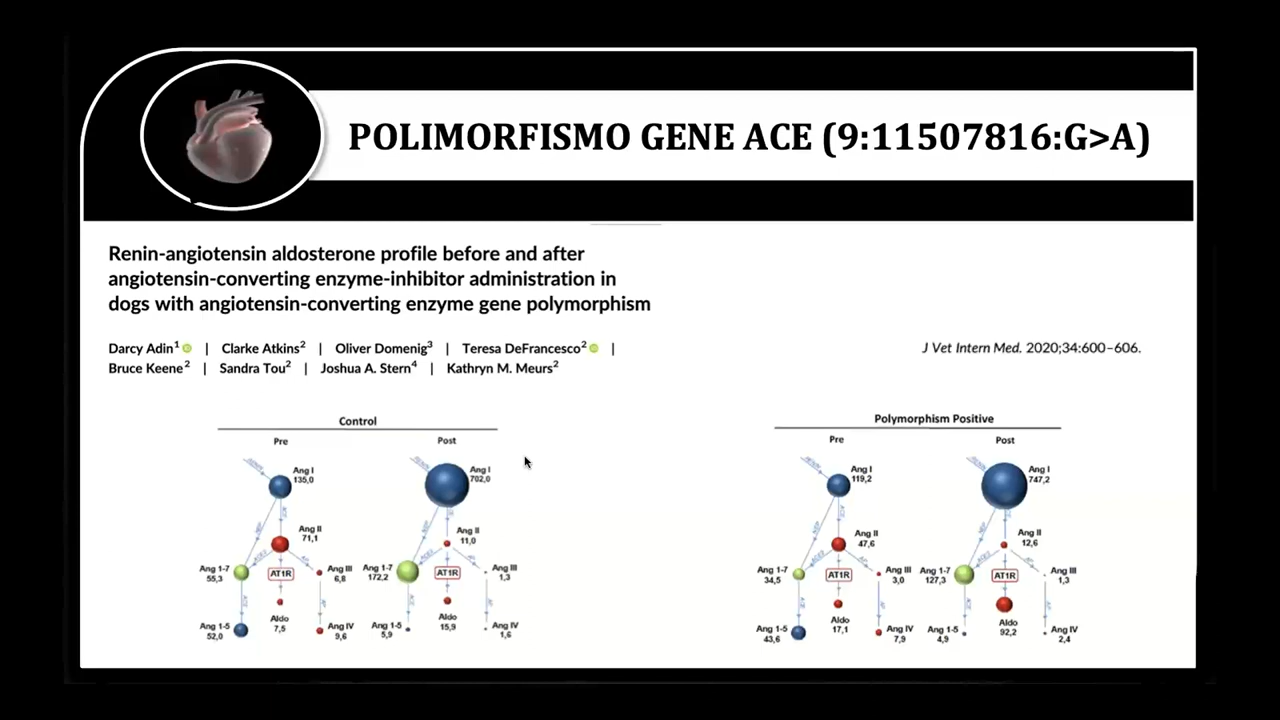 POLIMORFISMO GENE ACE (9:11507816:G>A)
Renin-angiotensin aldosterone profile before and after
angiotensin-converting enzyme-inhibitor administration in
dogs with angiotensin-converting enzyme gene polymorphism
Darcy Adin1 | Clarke Atkins2 | Oliver Domenig3 | Teresa DeFrancesco2 |
Bruce Keene2 | Sandra Tou2 | Joshua A. Stern4 | Kathryn M. Meurs2
J Vet Intern Med. 2020;34:600–606.
Control
Pre
Post
Ang I
135,0
Ang II
71,1
Ang 1-7
55,3
AT1R
Ang III
6,8
Aldo
7,5
Ang 1-5
52,0
Ang IV
9,6
Ang I
702,0
Ang II
11,0
Ang 1-7
172,2
AT1R
Ang III
1,3
Aldo
15,9
Ang 1-5
5,9
Ang IV
1,6
Polymorphism Positive
Pre
Post
Ang I
119,2
Ang II
47,6
Ang 1-7
34,5
AT1R
Ang III
3,0
Aldo
17,1
Ang 1-5
43,6
Ang IV
7,9
Ang I
747,2
Ang II
12,6
Ang 1-7
127,3
AT1R
Ang III
1,3
Aldo
92,2
Ang 1-5
4,9
Ang IV
2,4